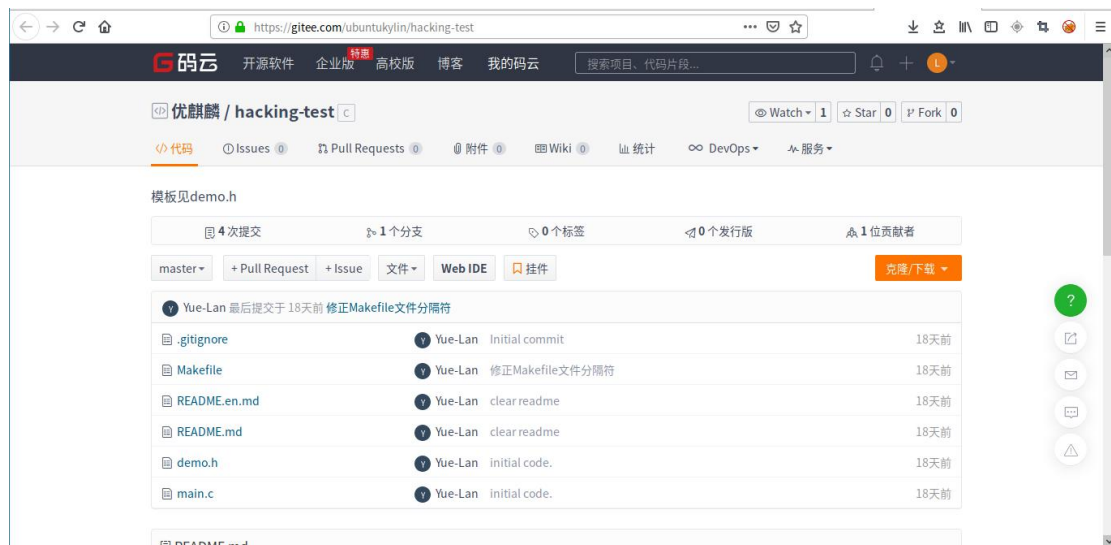 https://gitee.com/ubuntukylin/hacking-test
G码云 开源软件 企业版 特惠 高校版 博客 我的码云 搜索项目、代码片段... L
优麒麟 / hacking-test C Watch 1 Star 0 Fork 0
代码 Issues 0 Pull Requests 0 附件 0 Wiki 0 统计 DevOps 服务
模板见demo.h
4 次提交 1 个分支 0 个标签 0 个发行版 1 位贡献者
master + Pull Request + Issue 文件 Web IDE 挂件 克隆/下载
Y Yue-Lan 最后提交于 18天前 修正Makefile文件分隔符
.gitignore Y Yue-Lan Initial commit 18天前
Makefile Y Yue-Lan 修正Makefile文件分隔符 18天前
README.en.md Y Yue-Lan clear readme 18天前
README.md Y Yue-Lan clear readme 18天前
demo.h Y Yue-Lan initial code. 18天前
main.c Y Yue-Lan initial code. 18天前
README.md